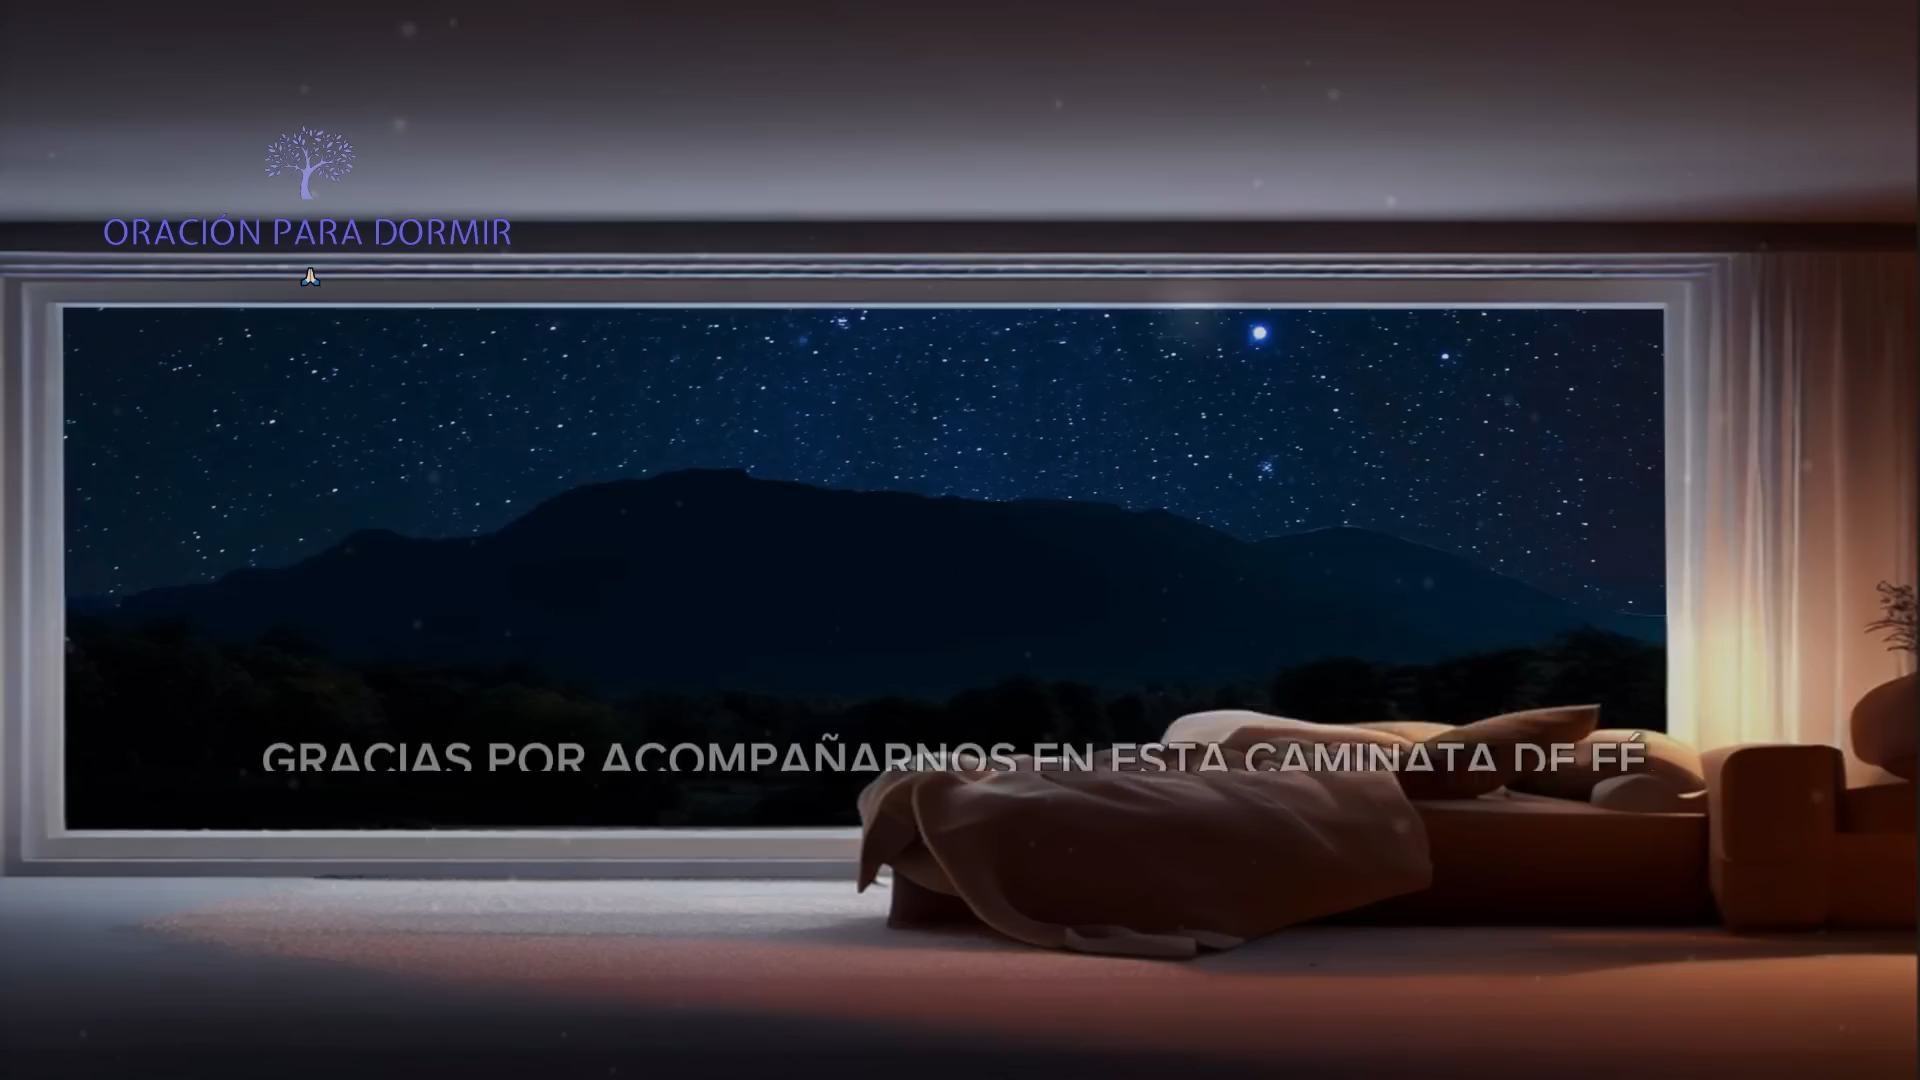 ORACIÓN PARA DORMIR
GRACIAS POR ACOMPAÑARNOS EN ESTA CAMINATA DE FÉ